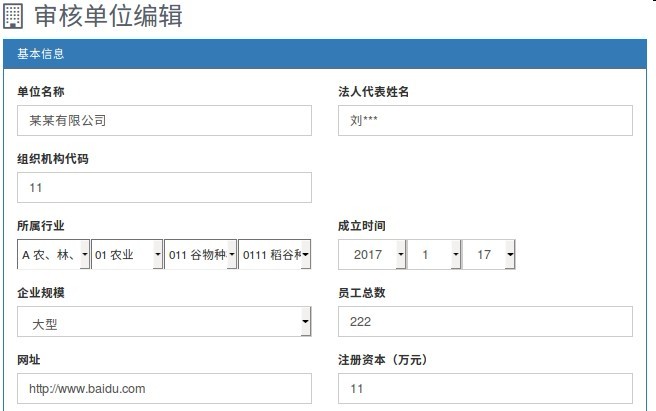 审核单位编辑
基本信息
单位名称 法人代表姓名
某某有限公司 刘***
组织机构代码
11
所属行业 成立时间
A 农、林、 01 农业 011 谷物种 0111 稻谷种 2017 1 17
企业规模 员工总数
大型 222
网址 注册资本（万元）
http://www.baidu.com 11